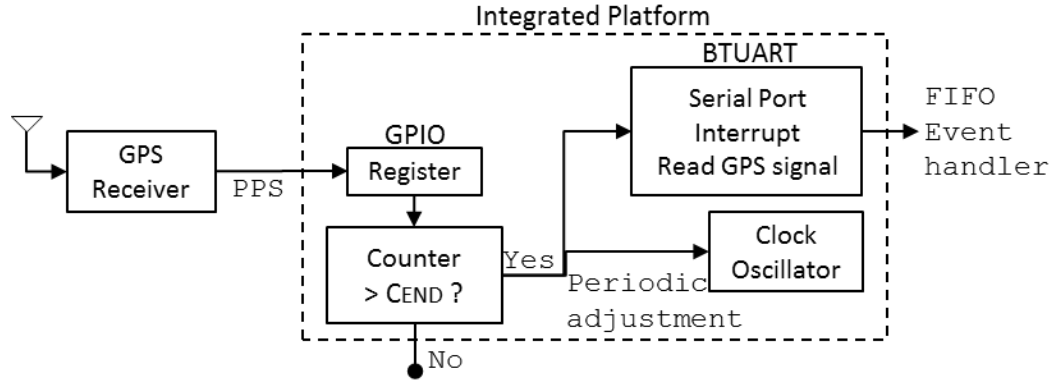 Integrated Platform
BTUART
Serial Port
Interrupt
Read GPS signal
FIFO
Event
handler
GPS
Receiver
PPS
GPIO
Register
Counter
> CEND ?
Yes
No
Periodic
adjustment
Clock
Oscillator